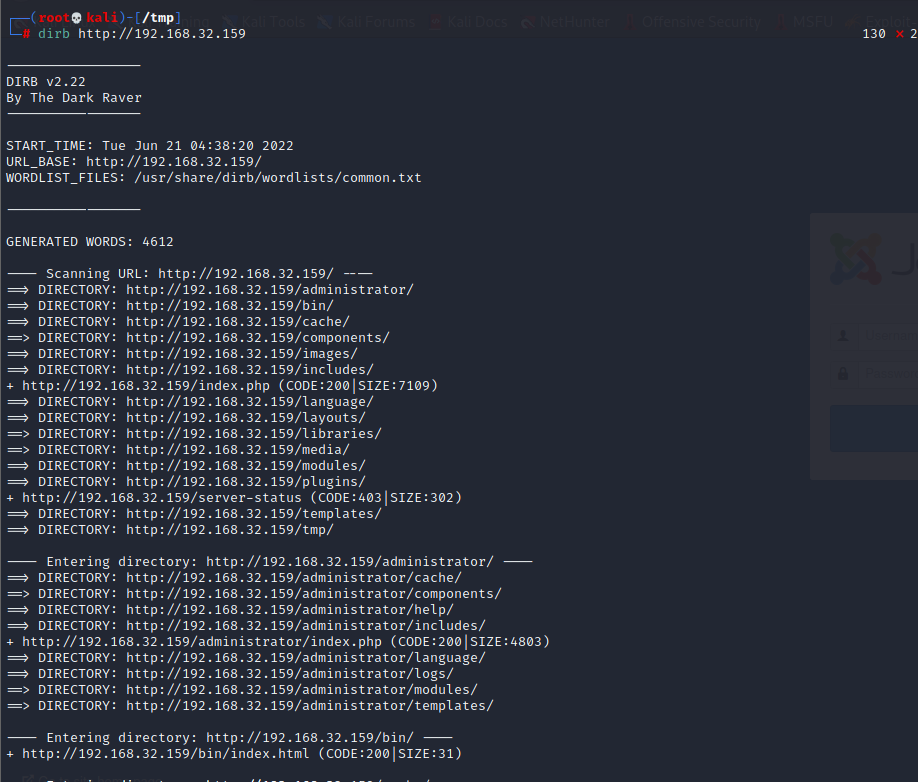 Kali Tools Kali Forums Kali Docs NetHunter Offensive Security MSFU
┌──(root💀kali)-[/tmp]
└─# dirb http://192.168.32.159 130 ⨯ 2
-----------------
DIRB v2.22
By The Dark Raver
-----------------
START_TIME: Tue Jun 21 04:38:20 2022
URL_BASE: http://192.168.32.159/
WORDLIST_FILES: /usr/share/dirb/wordlists/common.txt
-----------------
GENERATED WORDS: 4612
---- Scanning URL: http://192.168.32.159/ ----
==> DIRECTORY: http://192.168.32.159/administrator/
==> DIRECTORY: http://192.168.32.159/bin/
==> DIRECTORY: http://192.168.32.159/cache/
==> DIRECTORY: http://192.168.32.159/components/
==> DIRECTORY: http://192.168.32.159/images/
==> DIRECTORY: http://192.168.32.159/includes/
+ http://192.168.32.159/index.php (CODE:200|SIZE:7109)
==> DIRECTORY: http://192.168.32.159/language/
==> DIRECTORY: http://192.168.32.159/layouts/
==> DIRECTORY: http://192.168.32.159/libraries/
==> DIRECTORY: http://192.168.32.159/media/
==> DIRECTORY: http://192.168.32.159/modules/
==> DIRECTORY: http://192.168.32.159/plugins/
+ http://192.168.32.159/server-status (CODE:403|SIZE:302)
==> DIRECTORY: http://192.168.32.159/templates/
==> DIRECTORY: http://192.168.32.159/tmp/
---- Entering directory: http://192.168.32.159/administrator/ ----
==> DIRECTORY: http://192.168.32.159/administrator/cache/
==> DIRECTORY: http://192.168.32.159/administrator/components/
==> DIRECTORY: http://192.168.32.159/administrator/help/
==> DIRECTORY: http://192.168.32.159/administrator/includes/
+ http://192.168.32.159/administrator/index.php (CODE:200|SIZE:4803)
==> DIRECTORY: http://192.168.32.159/administrator/language/
==> DIRECTORY: http://192.168.32.159/administrator/logs/
==> DIRECTORY: http://192.168.32.159/administrator/modules/
==> DIRECTORY: http://192.168.32.159/administrator/templates/
---- Entering directory: http://192.168.32.159/bin/ ----
+ http://192.168.32.159/bin/index.html (CODE:200|SIZE:31)